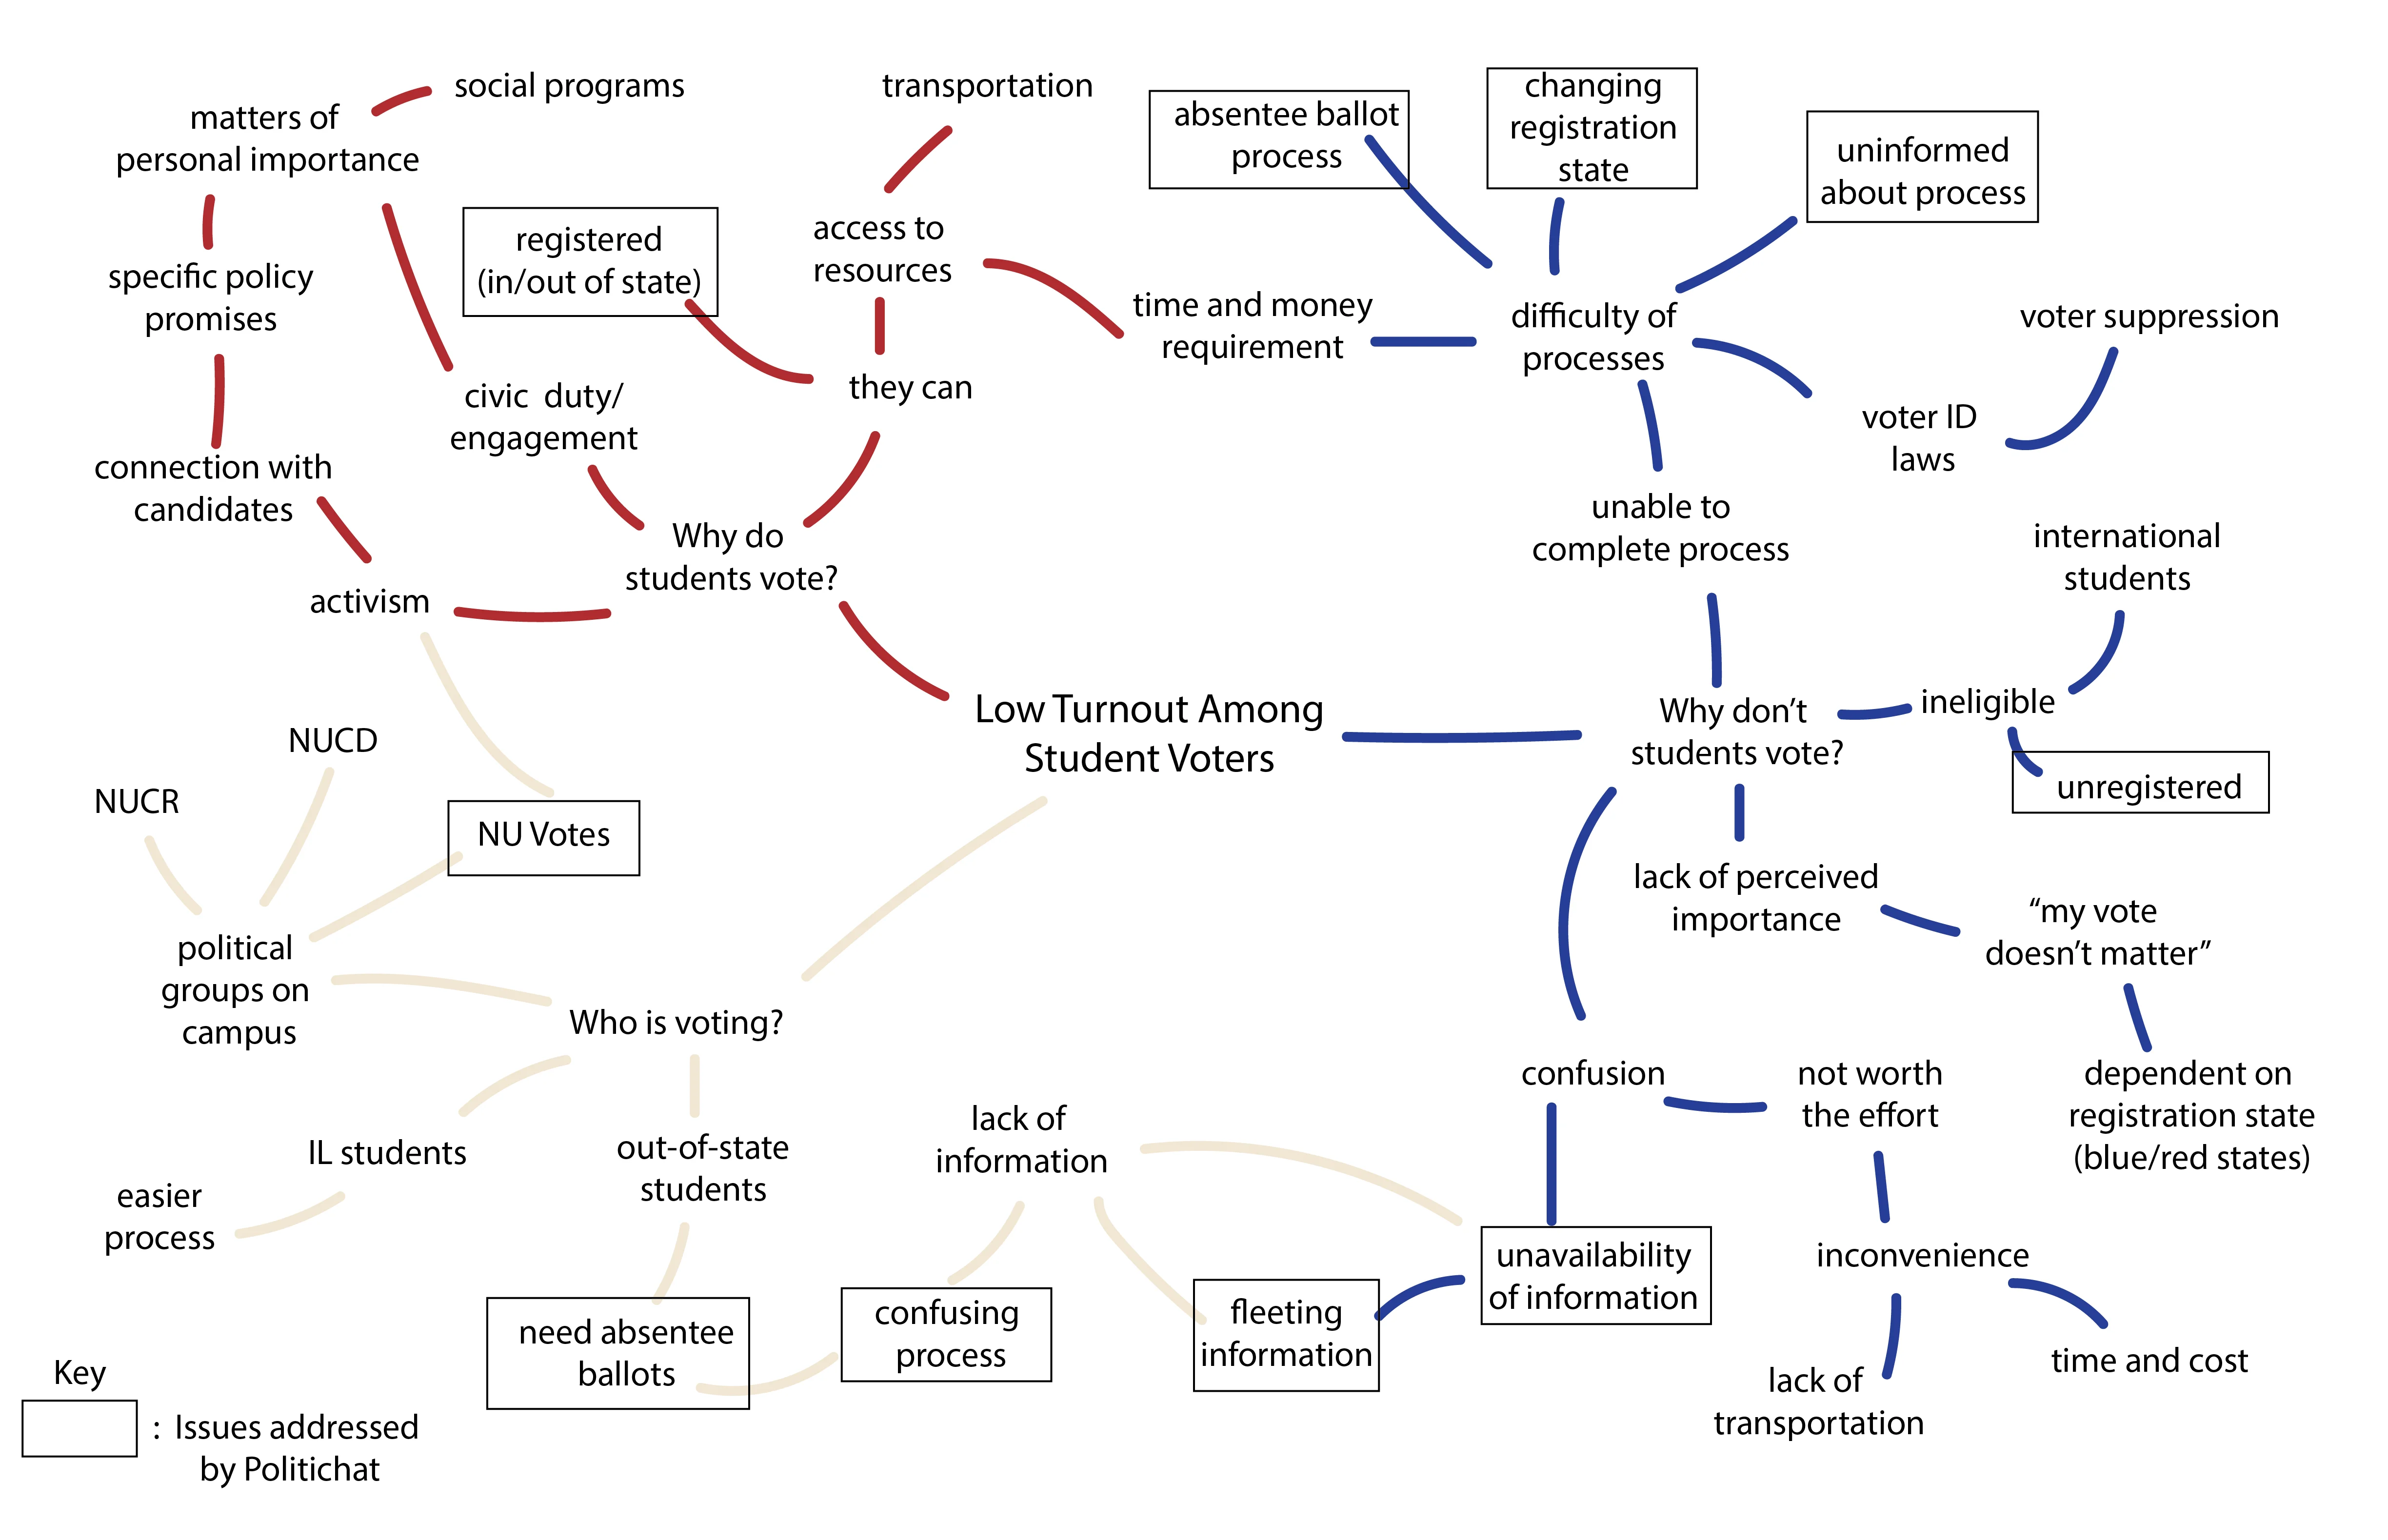 social programs
matters of
personal importance
transportation
absentee ballot
process
changing
registration
state
uninformed
about process
registered
(in/out of state)
access to
resources
specific policy
promises
time and money
requirement
difficulty of
processes
voter suppression
civic duty/
engagement
they can
voter ID
laws
connection with
candidates
unable to
complete process
Why do
students vote?
international
students
activism
Low Turnout Among
Student Voters
Why don’t
students vote?
ineligible
unregistered
NUCD
NUCR
NU Votes
lack of perceived
importance
“my vote
doesn’t matter”
political
groups on
campus
Who is voting?
confusion
not worth
the effort
dependent on
registration state
(blue/red states)
IL students
out-of-state
students
lack of
information
easier
process
unavailability
of information
inconvenience
need absentee
ballots
confusing
process
fleeting
information
time and cost
lack of
transportation
Key
: Issues addressed
by Politichat